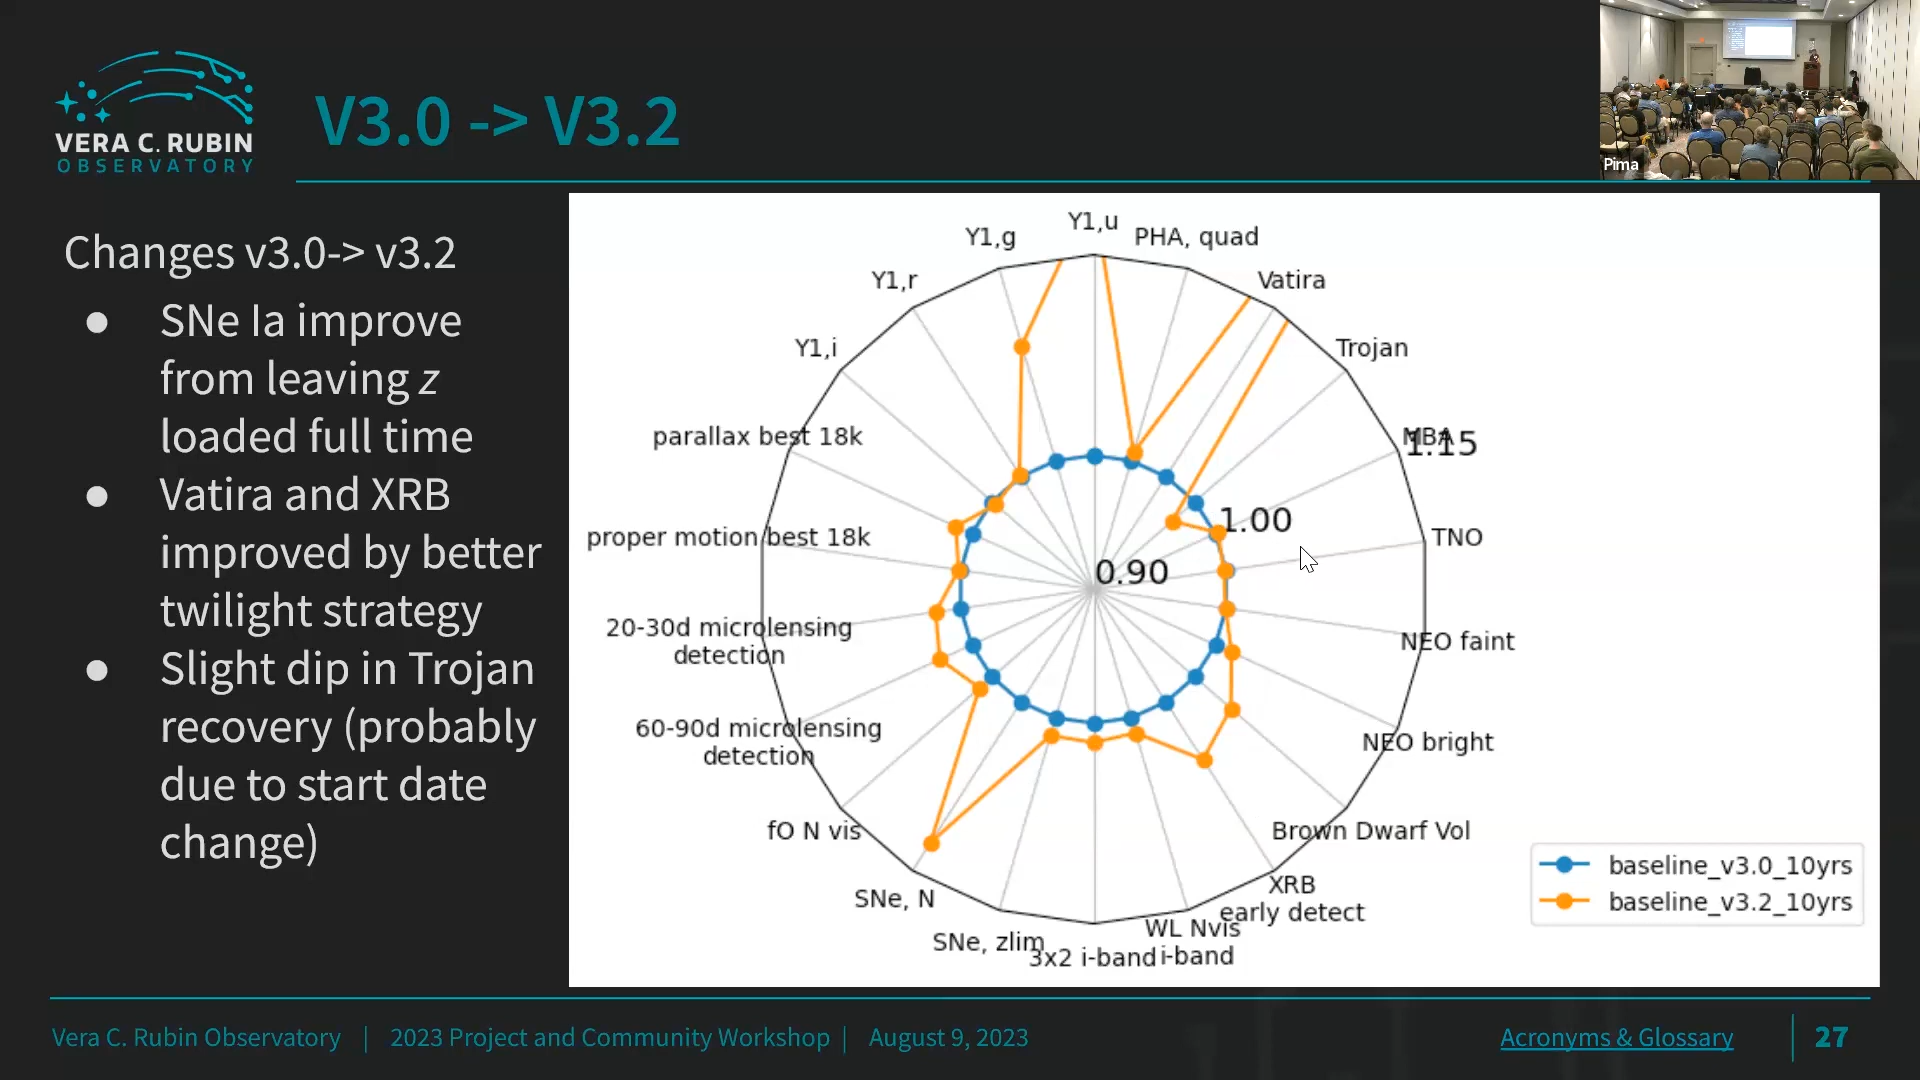 VERA C. RUBIN
OBSERVATORY
V3.0 -> V3.2
Pima
Changes v3.0-> v3.2
● SNe Ia improve
from leaving z
loaded full time
● Vatira and XRB
improved by better
twilight strategy
● Slight dip in Trojan
recovery (probably
due to start date
change)
Y1,u
PHA, quad
Y1,g
Vatira
Y1,r
Trojan
Y1,i
MBA
1.15
parallax best 18k
1.00
TNO
proper motion best 18k
0.90
20-30d microlensing
detection
NEO faint
60-90d microlensing
detection
NEO bright
fO N vis
Brown Dwarf Vol
SNe, N
XRB
early detect
SNe, zlim
3x2 i-band
WL Nvis
i-band
baseline_v3.0_10yrs
baseline_v3.2_10yrs
Vera C. Rubin Observatory | 2023 Project and Community Workshop | August 9, 2023
Acronyms & Glossary
27